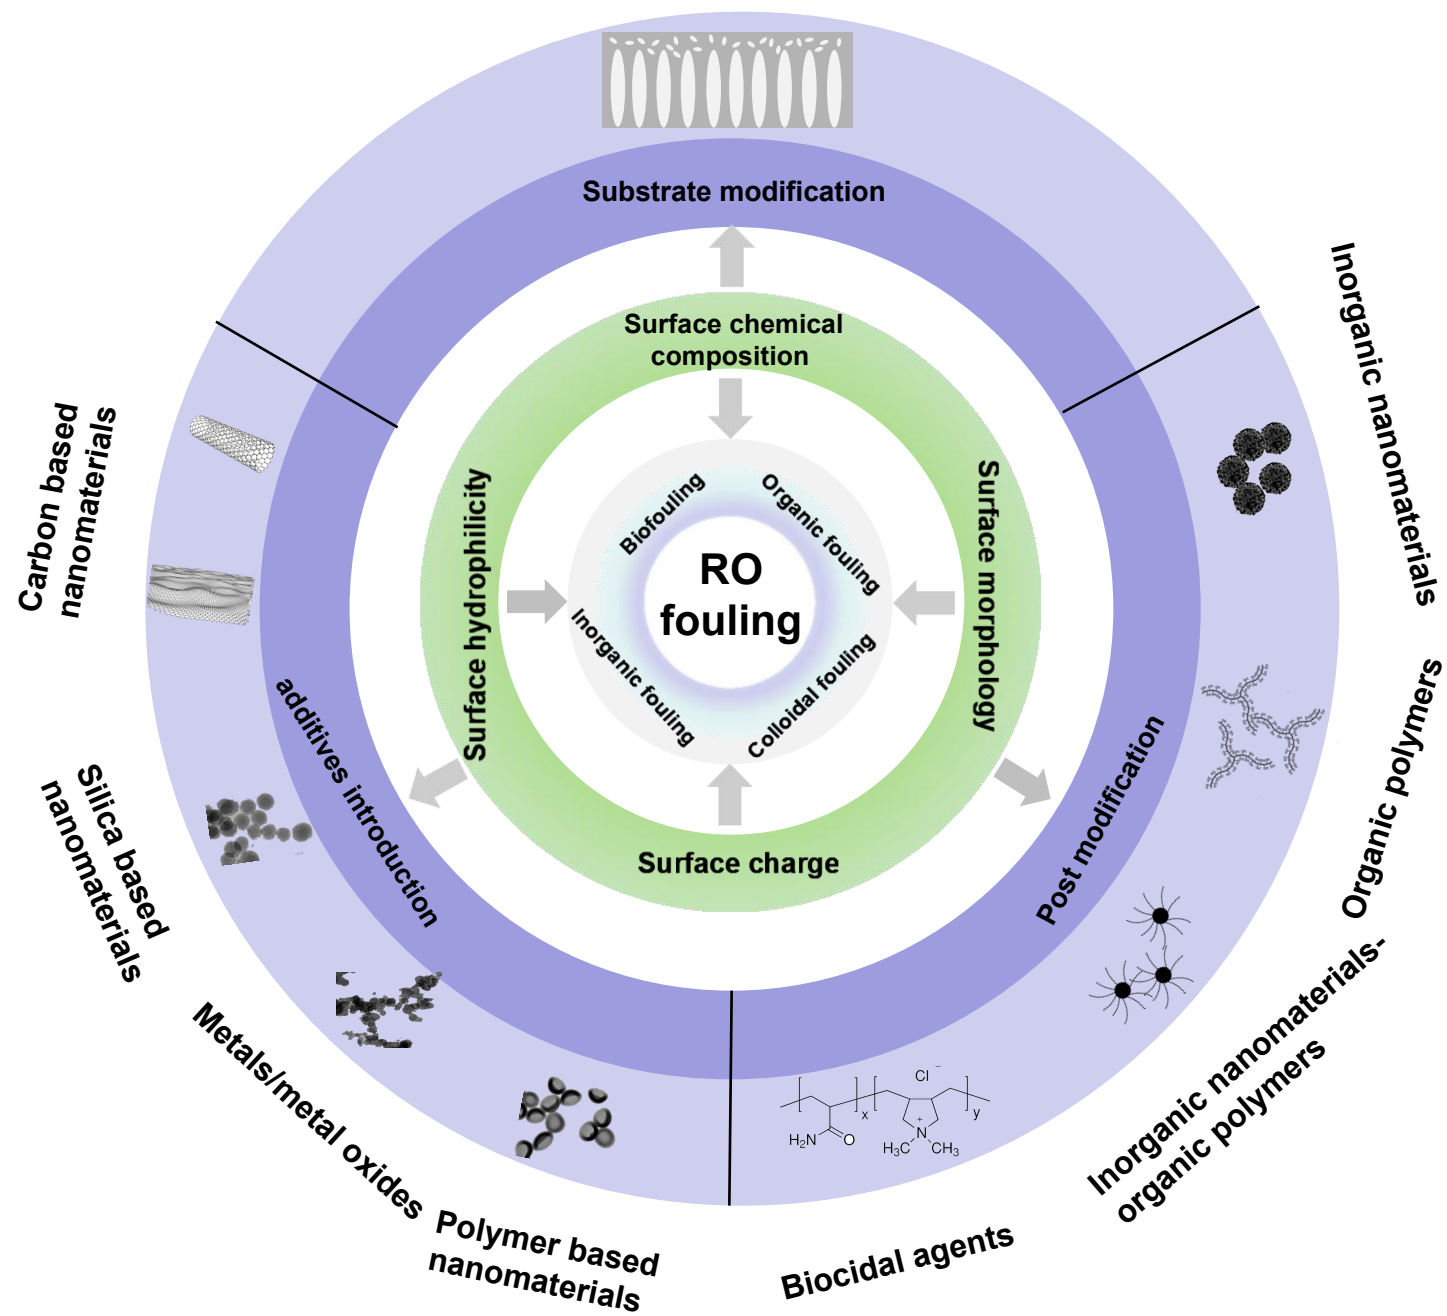 Substrate modification
Surface chemical
composition
Surface hydrophilicity
Surface morphology
Surface charge
Biofouling
Organic fouling
Inorganic fouling
Colloidal fouling
RO
fouling
additives introduction
Post modification
Carbon based
nanomaterials
Silica based
nanomaterials
Metals/metal oxides
Polymer based
nanomaterials
Biocidal agents
Inorganic nanomaterials-
organic polymers
Organic polymers
Inorganic nanomaterials
Cl⁻
x
y
H₂N
O
N⁺
H₃C
CH₃